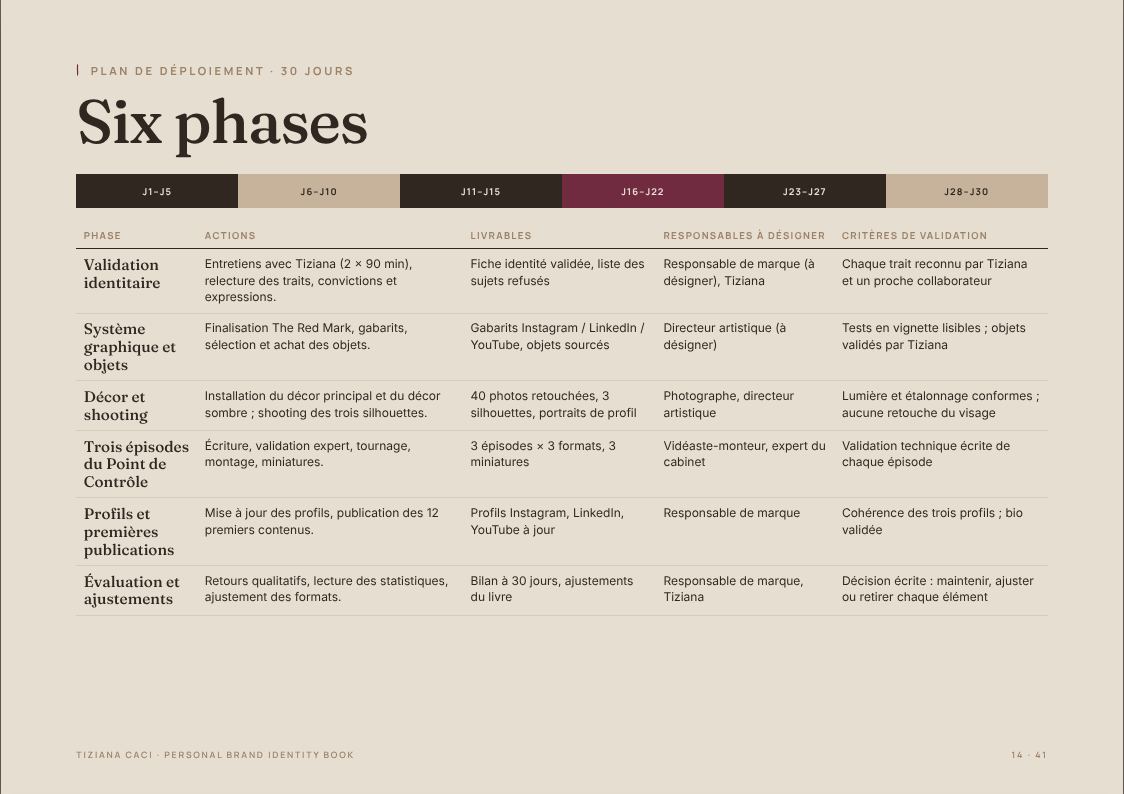 PLAN DE DÉPLOIEMENT · 30 JOURS
Six phases
J1–J5
J6–J10
J11–J15
J16–J22
J23–J27
J28–J30
PHASE
ACTIONS
LIVRABLES
RESPONSABLES À DÉSIGNER
CRITÈRES DE VALIDATION
Validation
identitaire
Entretiens avec Tiziana (2 × 90 min),
relecture des traits, convictions et
expressions.
Fiche identité validée, liste des
sujets refusés
Responsable de marque (à
désigner), Tiziana
Chaque trait reconnu par Tiziana
et un proche collaborateur
Système
graphique et
objets
Finalisation The Red Mark, gabarits,
sélection et achat des objets.
Gabarits Instagram / LinkedIn /
YouTube, objets sourcés
Directeur artistique (à
désigner)
Tests en vignette lisibles ; objets
validés par Tiziana
Décor et
shooting
Installation du décor principal et du décor
sombre ; shooting des trois silhouettes.
40 photos retouchées, 3
silhouettes, portraits de profil
Photographe, directeur
artistique
Lumière et étalonnage conformes ;
aucune retouche du visage
Trois épisodes
du Point de
Contrôle
Écriture, validation expert, tournage,
montage, miniatures.
3 épisodes × 3 formats, 3
miniatures
Vidéaste-monteur, expert du
cabinet
Validation technique écrite de
chaque épisode
Profils et
premières
publications
Mise à jour des profils, publication des 12
premiers contenus.
Profils Instagram, LinkedIn,
YouTube à jour
Responsable de marque
Cohérence des trois profils ; bio
validée
Évaluation et
ajustements
Retours qualitatifs, lecture des statistiques,
ajustement des formats.
Bilan à 30 jours, ajustements
du livre
Responsable de marque,
Tiziana
Décision écrite : maintenir, ajuster
ou retirer chaque élément
TIZIANA CACI · PERSONAL BRAND IDENTITY BOOK
14 · 41